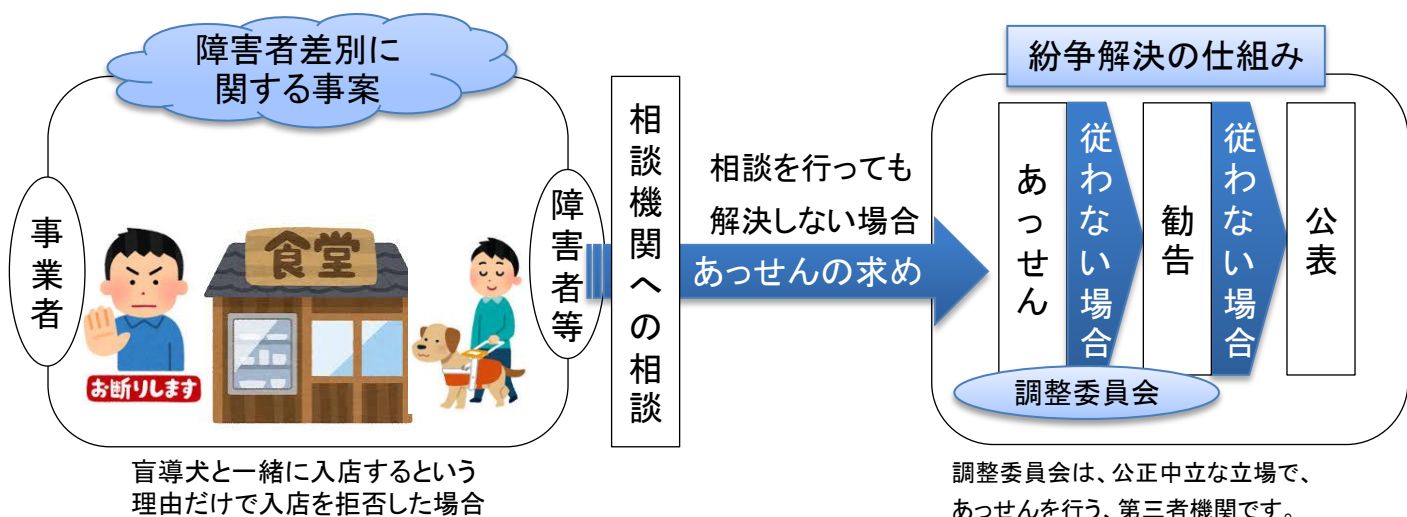 障害者差別に
関する事案
事業者
お断りします
食堂
障害者等
盲導犬と一緒に入店するという
理由だけで入店を拒否した場合
相談機関への相談
相談を行っても
解決しない場合
あっせんの求め
紛争解決の仕組み
あっせん
従わない場合
勧告
従わない場合
公表
調整委員会
調整委員会は、公正中立な立場で、
あっせんを行う、第三者機関です。